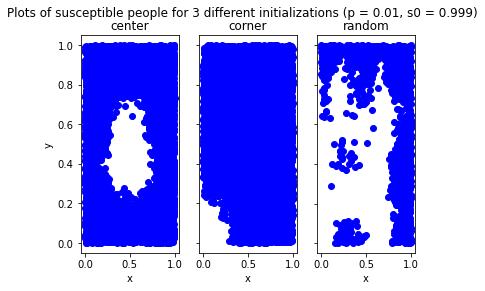 Plots of susceptible people for 3 different initializations (p = 0.01, s0 = 0.999)
center corner random
1.0
0.8
0.6
0.4
0.2
0.0
y
0.0 0.5 1.0 0.0 0.5 1.0 0.0 0.5 1.0
x x x